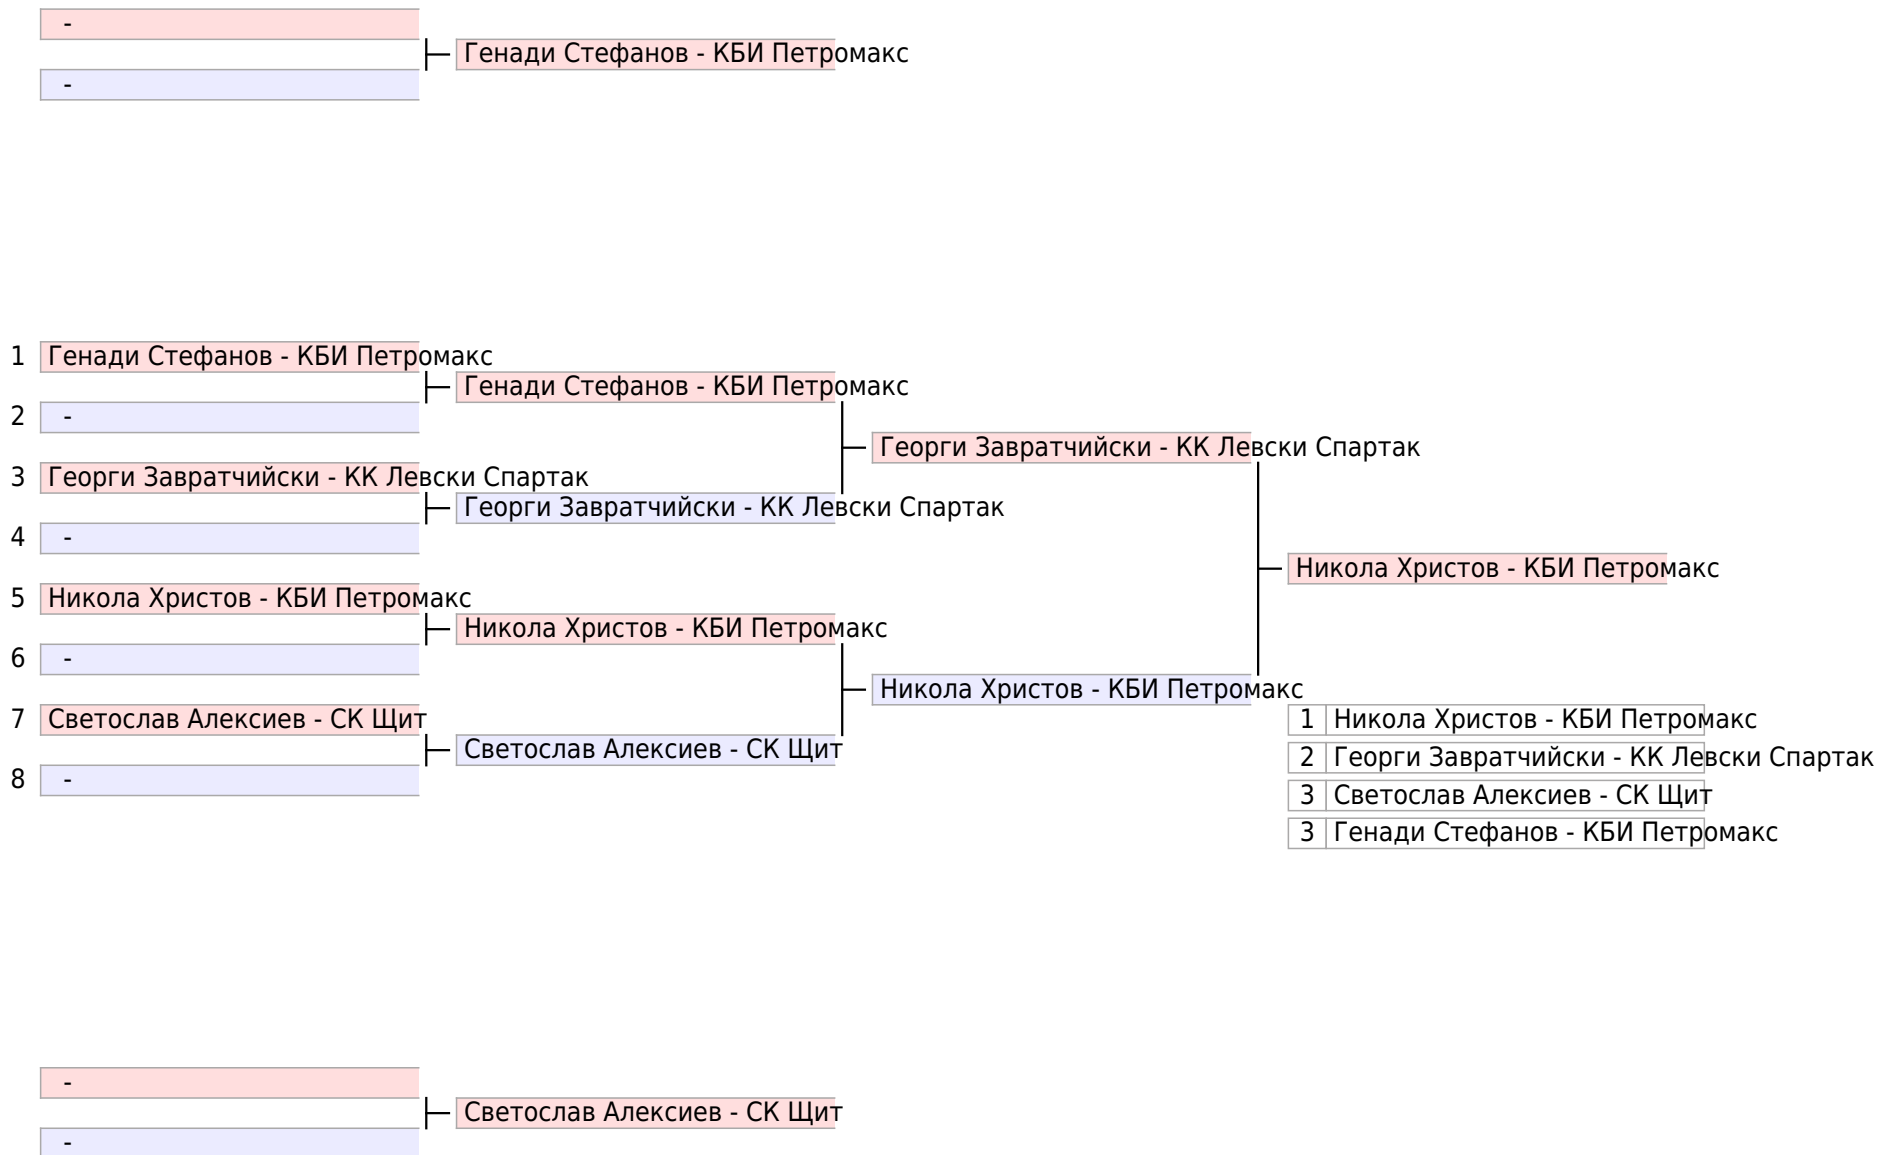 -
Генади Стефанов - КБИ Петромакс
-
1 Генади Стефанов - КБИ Петромакс
Генади Стефанов - КБИ Петромакс
2 -
Георги Завратчийски - КК Левски Спартак
3 Георги Завратчийски - КК Левски Спартак
Георги Завратчийски - КК Левски Спартак
4 -
Никола Христов - КБИ Петромакс
5 Никола Христов - КБИ Петромакс
Никола Христов - КБИ Петромакс
6 -
Никола Христов - КБИ Петромакс
7 Светослав Алексиев - СК Щит
Светослав Алексиев - СК Щит
8 -
1 Никола Христов - КБИ Петромакс
2 Георги Завратчийски - КК Левски Спартак
3 Светослав Алексиев - СК Щит
3 Генади Стефанов - КБИ Петромакс
-
Светослав Алексиев - СК Щит
-